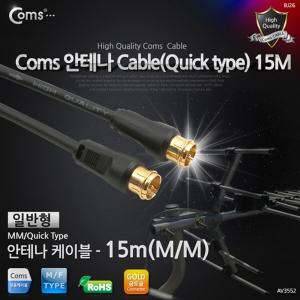 Coms
BJ26
High Quality Coms Cable
Coms 안테나 Cable(Quick type) 15M
HIGH QUALITY
일반형
MM/Quick Type
안테나 케이블 - 15m(M/M)
Coms
M/F
TYPE
RoHS
GOLD
AV3552